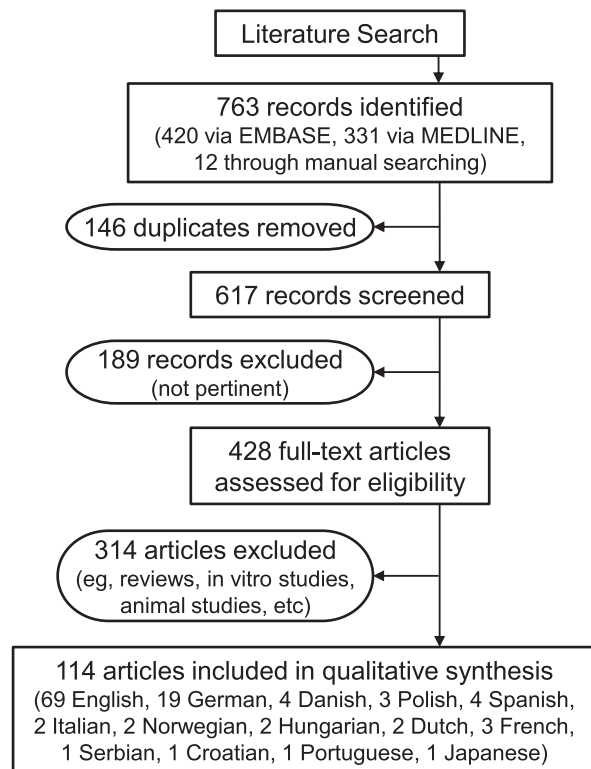 Literature Search
763 records identified
(420 via EMBASE, 331 via MEDLINE,
12 through manual searching)
146 duplicates removed
617 records screened
189 records excluded
(not pertinent)
428 full-text articles
assessed for eligibility
314 articles excluded
(eg, reviews, in vitro studies,
animal studies, etc)
114 articles included in qualitative synthesis
(69 English, 19 German, 4 Danish, 3 Polish, 4 Spanish,
2 Italian, 2 Norwegian, 2 Hungarian, 2 Dutch, 3 French,
1 Serbian, 1 Croatian, 1 Portuguese, 1 Japanese)